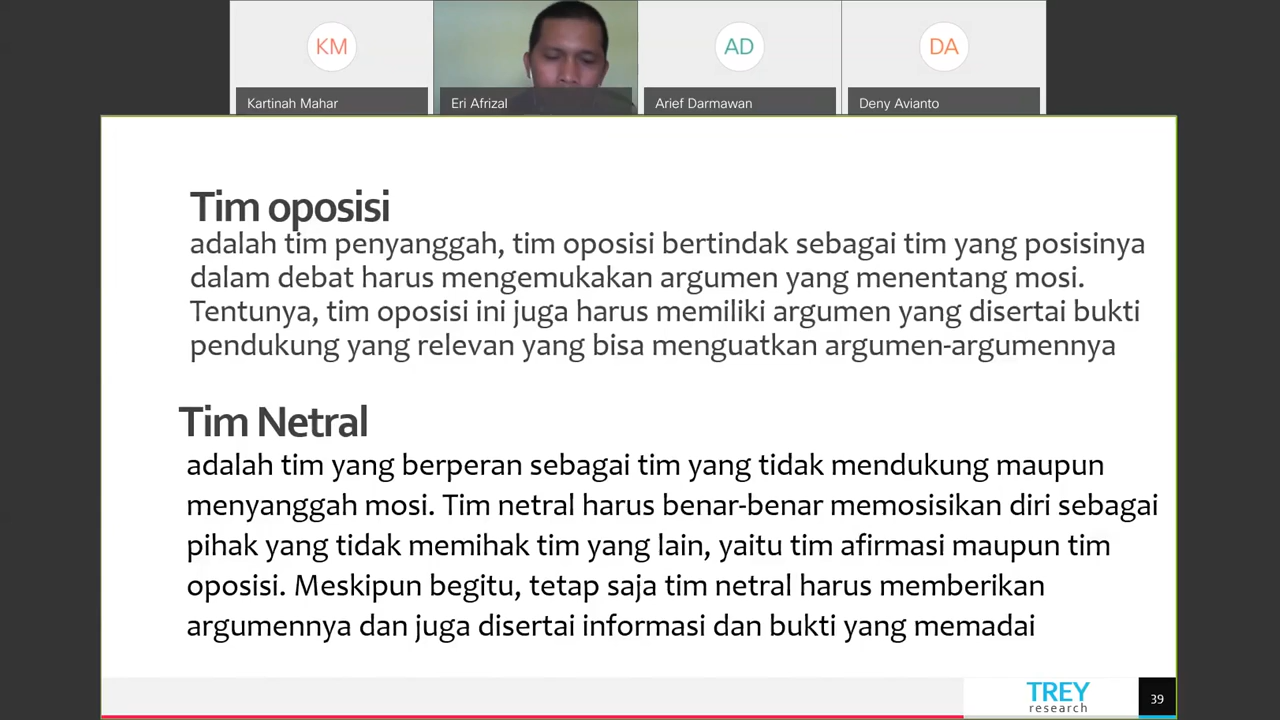 KM
AD
DA
Kartinah Mahar
Eri Afrizal
Arief Darmawan
Deny Avianto
Tim oposisi
adalah tim penyanggah, tim oposisi bertindak sebagai tim yang posisinya
dalam debat harus mengemukakan argumen yang menentang mosi.
Tentunya, tim oposisi ini juga harus memiliki argumen yang disertai bukti
pendukung yang relevan yang bisa menguatkan argumen-argumennya
Tim Netral
adalah tim yang berperan sebagai tim yang tidak mendukung maupun
menyanggah mosi. Tim netral harus benar-benar memosisikan diri sebagai
pihak yang tidak memihak tim yang lain, yaitu tim afirmasi maupun tim
oposisi. Meskipun begitu, tetap saja tim netral harus memberikan
argumennya dan juga disertai informasi dan bukti yang memadai
TREY
research
39